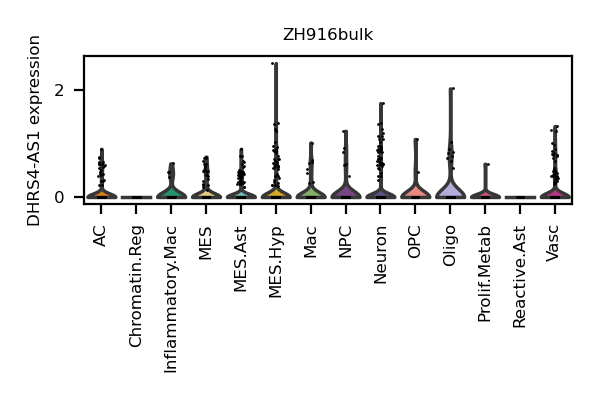 ZH916bulk
DHRS4-AS1 expression
2
0
AC
Chromatin.Reg
Inflammatory.Mac
MES
MES.Ast
MES.Hyp
Mac
NPC
Neuron
OPC
Oligo
Prolif.Metab
Reactive.Ast
Vasc